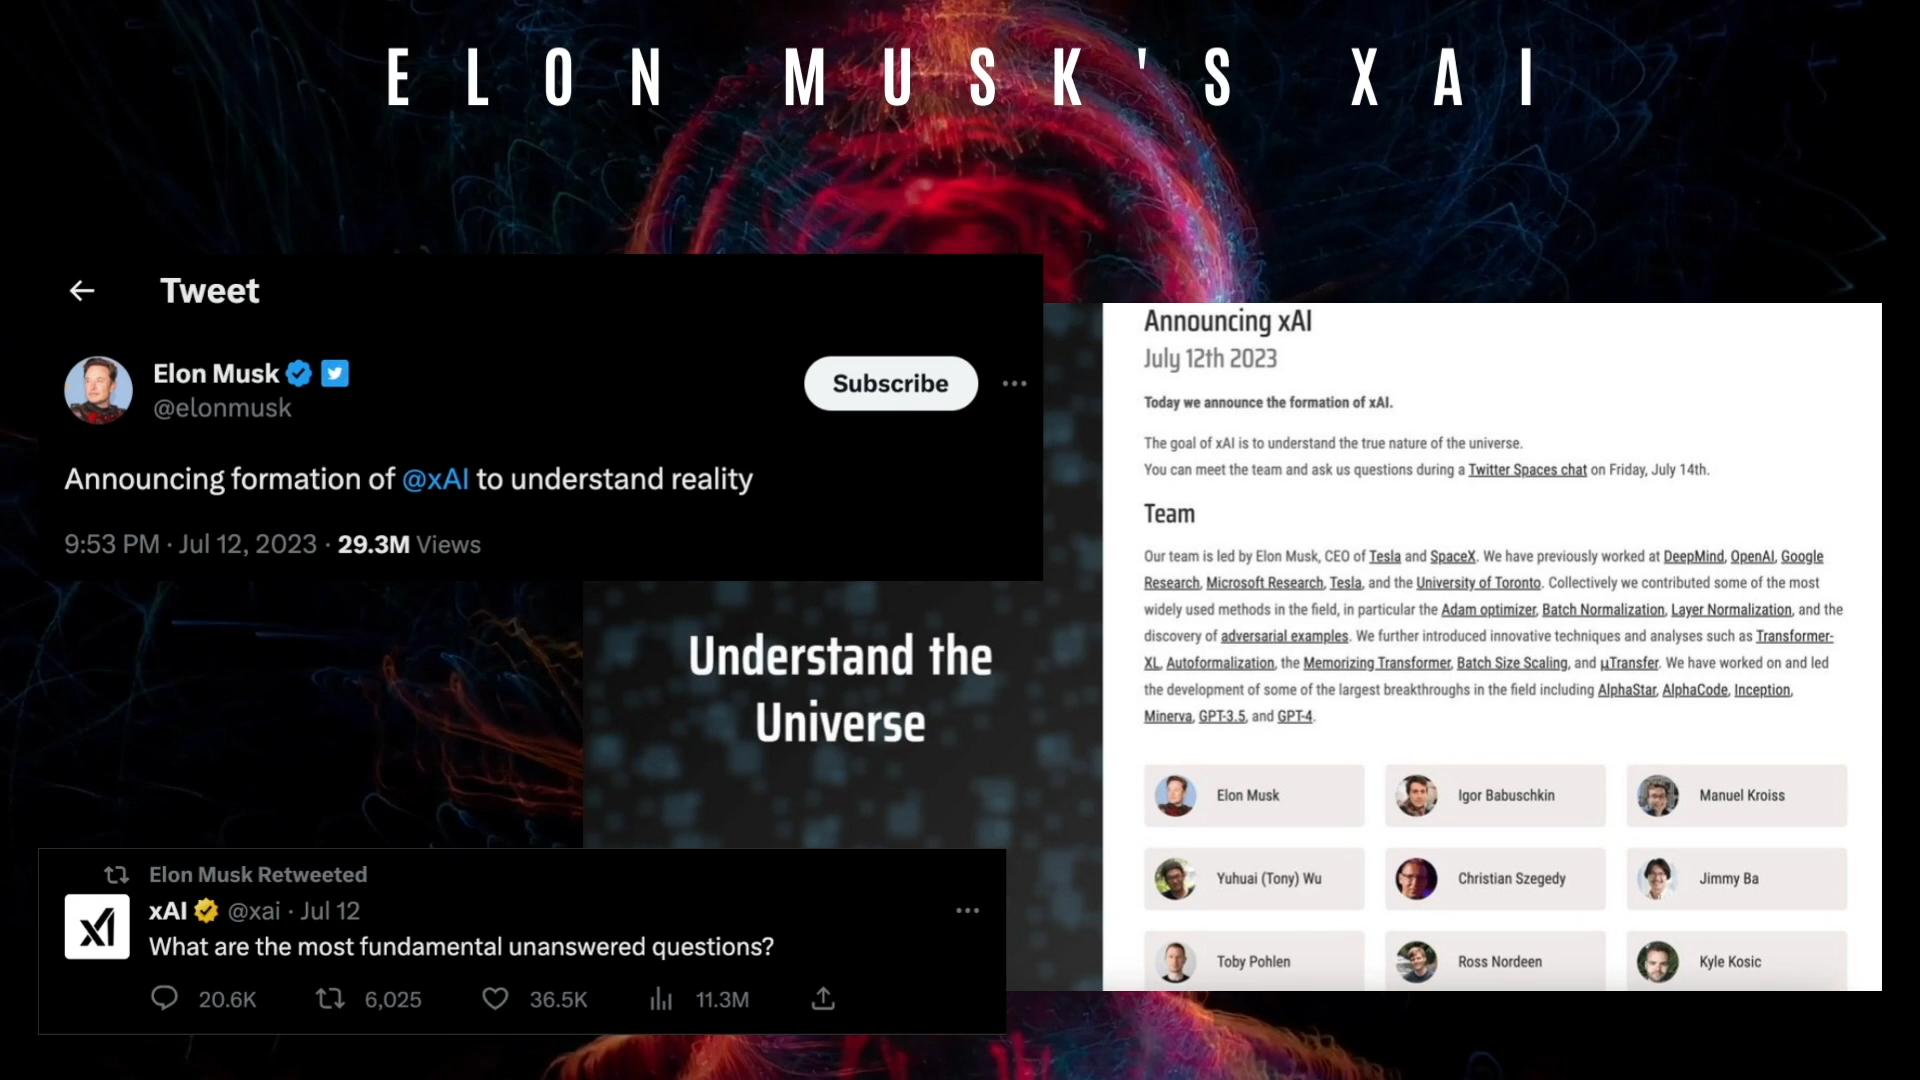 ELON MUSK'S XAI
Tweet
Elon Musk
@elonmusk
Subscribe
Announcing formation of @xAI to understand reality
9:53 PM · Jul 12, 2023 · 29.3M Views
Understand the
Universe
Elon Musk Retweeted
xAI @xai · Jul 12
What are the most fundamental unanswered questions?
20.6K 6,025 36.5K 11.3M
Announcing xAI
July 12th 2023
Today we announce the formation of xAI.
The goal of xAI is to understand the true nature of the universe.
You can meet the team and ask us questions during a Twitter Spaces chat on Friday, July 14th.
Team
Our team is led by Elon Musk, CEO of Tesla and SpaceX. We have previously worked at DeepMind, OpenAI, Google
Research, Microsoft Research, Tesla, and the University of Toronto. Collectively we contributed some of the most
widely used methods in the field, in particular the Adam optimizer, Batch Normalization, Layer Normalization, and the
discovery of adversarial examples. We further introduced innovative techniques and analyses such as Transformer-
XL, Autoformalization, the Memorizing Transformer, Batch Size Scaling, and μTransfer. We have worked on and led
the development of some of the largest breakthroughs in the field including AlphaStar, AlphaCode, Inception,
Minerva, GPT-3.5, and GPT-4.
Elon Musk Igor Babuschkin Manuel Kroiss
Yuhuai (Tony) Wu Christian Szegedy Jimmy Ba
Toby Pohlen Ross Nordeen Kyle Kosic